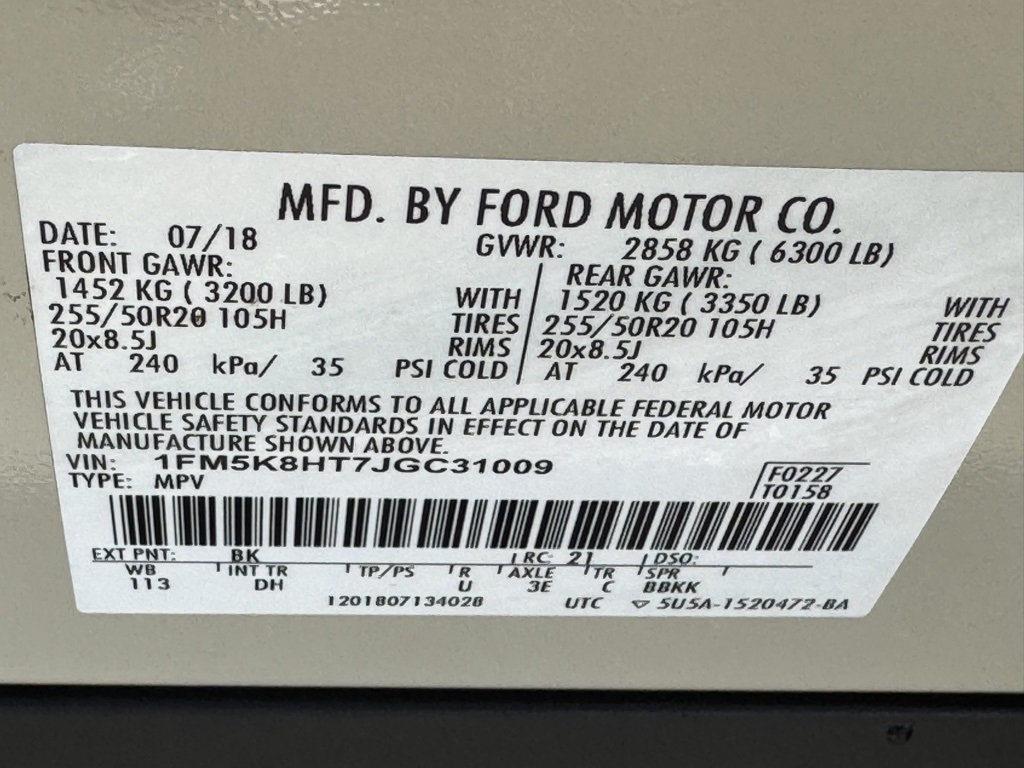 MFD. BY FORD MOTOR CO.
DATE: 07/18 GVWR: 2858 KG ( 6300 LB)
FRONT GAWR: REAR GAWR:
1452 KG ( 3200 LB) WITH 1520 KG ( 3350 LB) WITH
255/50R20 105H TIRES 255/50R20 105H TIRES
20x8.5J RIMS 20x8.5J RIMS
AT 240 kPa/ 35 PSI COLD AT 240 kPa/ 35 PSI COLD
THIS VEHICLE CONFORMS TO ALL APPLICABLE FEDERAL MOTOR
VEHICLE SAFETY STANDARDS IN EFFECT ON THE DATE OF
MANUFACTURE SHOWN ABOVE.
VIN: 1FM5K8HT7JGC31009 F0227
TYPE: MPV T0158
EXT PNT: BK RC: 21 DSO:
WB INT TR TP/PS R AXLE TR SPR
113 DH U 3E C BBKK
1201807134028 UTC ▽ 5U5A-1520472-BA